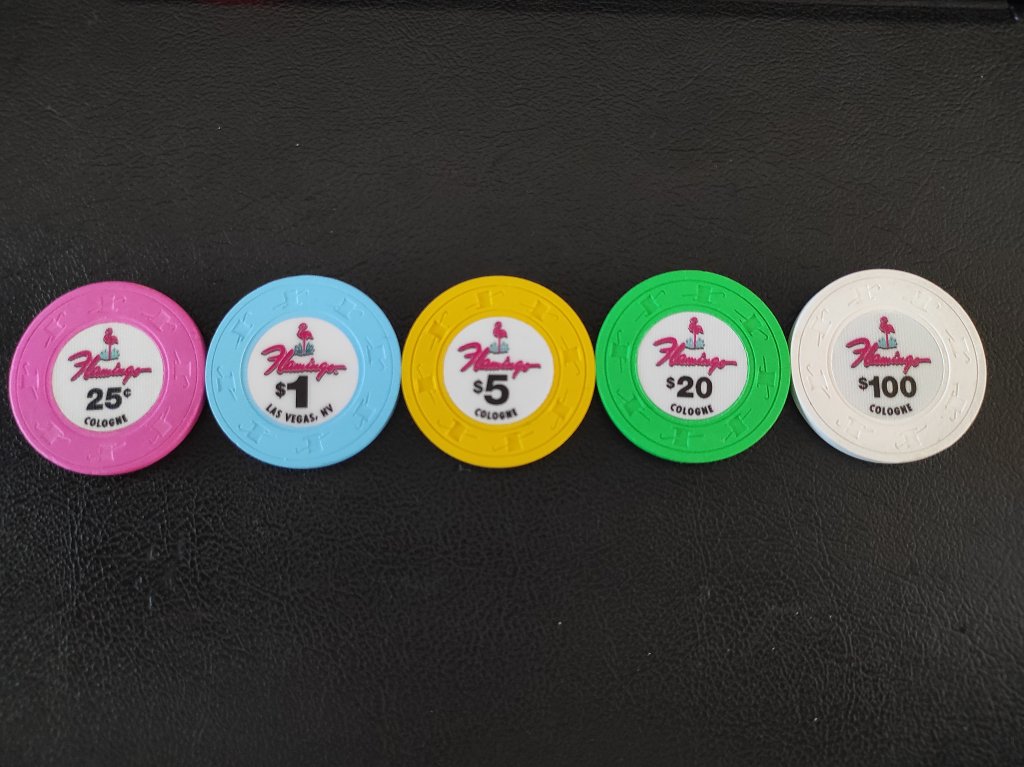 Flamingo
25¢
COLOGNE
Flamingo
$1
LAS VEGAS, NV
Flamingo
$5
COLOGNE
Flamingo
$20
COLOGNE
Flamingo
$100
COLOGNE